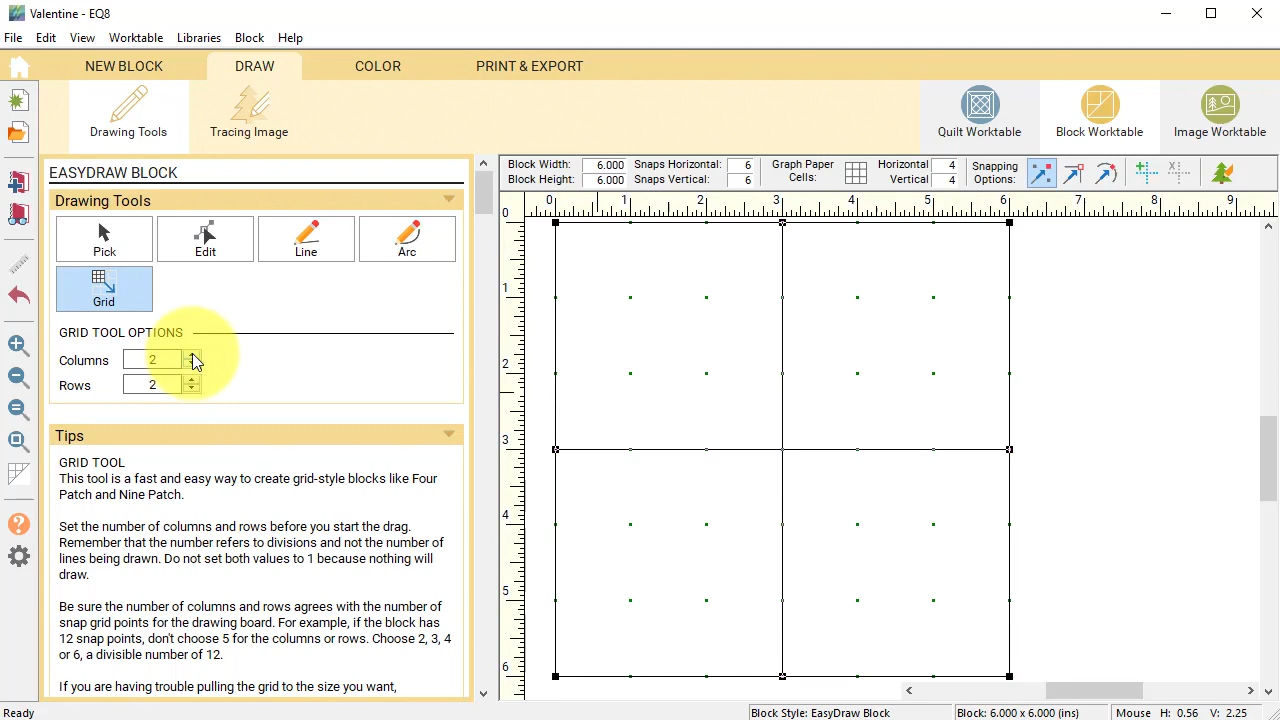 Valentine - EQ8
File Edit View Worktable Libraries Block Help
NEW BLOCK DRAW COLOR PRINT & EXPORT
Drawing Tools Tracing Image Quilt Worktable Block Worktable Image Worktable
EASYDRAW BLOCK
Drawing Tools
Pick Edit Line Arc
Grid
GRID TOOL OPTIONS
Columns 2
Rows 2
Tips
GRID TOOL
This tool is a fast and easy way to create grid-style blocks like Four
Patch and Nine Patch.
Set the number of columns and rows before you start the drag.
Remember that the number refers to divisions and not the number of
lines being drawn. Do not set both values to 1 because nothing will
draw.
Be sure the number of columns and rows agrees with the number of
snap grid points for the drawing board. For example, if the block has
12 snap points, don't choose 5 for the columns or rows. Choose 2, 3, 4
or 6, a divisible number of 12.
If you are having trouble pulling the grid to the size you want,
Block Width: 6.000 Snaps Horizontal: 6
Block Height: 6.000 Snaps Vertical: 6
Graph Paper
Cells:
Horizontal 4
Vertical 4
Snapping
Options:
0 1 2 3 4 5 6 7 8 9
0
1
2
3
4
5
6
Ready Block Style: EasyDraw Block Block: 6.000 x 6.000 (ins) Mouse H: 0.56 V: 2.25